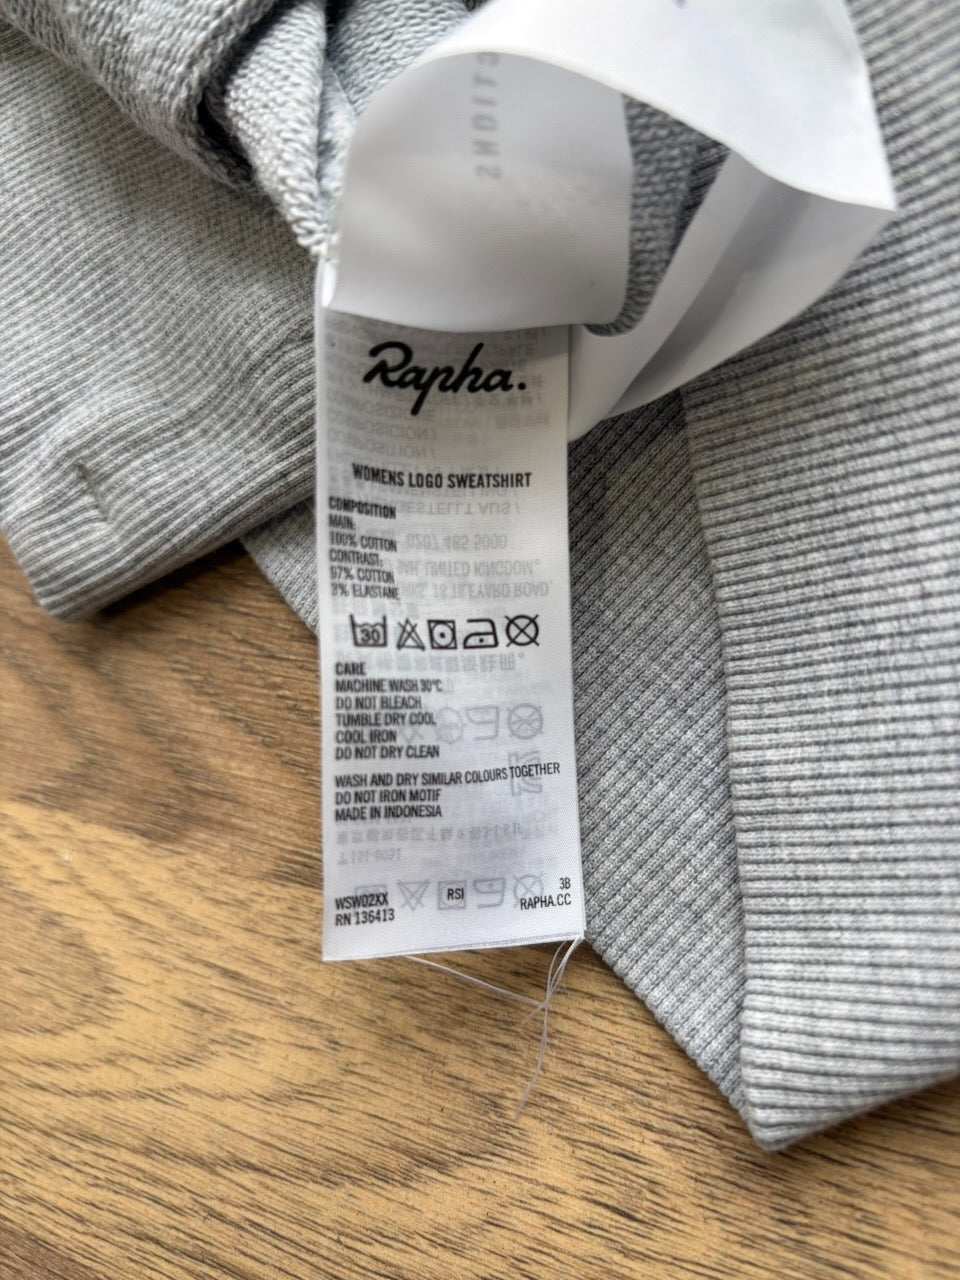 CTIONS
Rapha.
WOMENS LOGO SWEATSHIRT
COMPOSITION
MAIN:
100% COTTON
CONTRAST:
97% COTTON
3% ELASTANE
30
CARE
MACHINE WASH 30°C
DO NOT BLEACH
TUMBLE DRY COOL
COOL IRON
DO NOT DRY CLEAN
WASH AND DRY SIMILAR COLOURS TOGETHER
DO NOT IRON MOTIF
MADE IN INDONESIA
WSW02XX
RN 136413
RSI
3B
RAPHA.CC